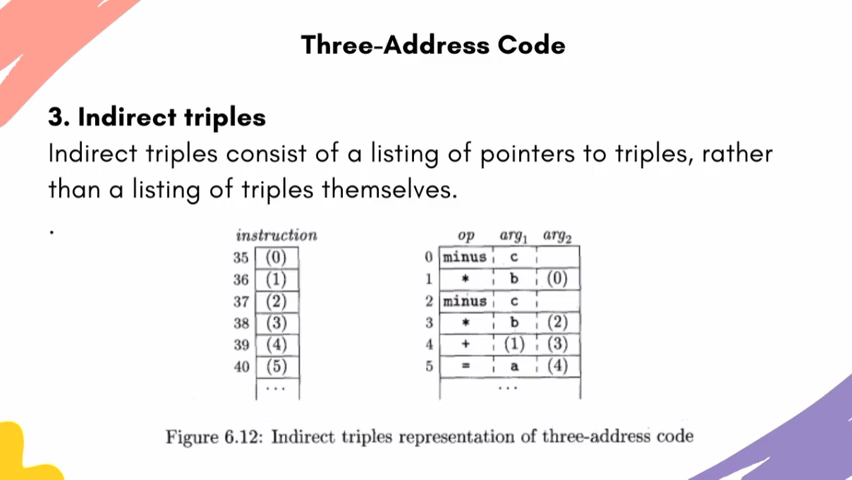 Three-Address Code
3. Indirect triples
Indirect triples consist of a listing of pointers to triples, rather
than a listing of triples themselves.
.
instruction
35 (0)
36 (1)
37 (2)
38 (3)
39 (4)
40 (5)
...
op arg1 arg2
0 minus c
1 * b (0)
2 minus c
3 * b (2)
4 + (1) (3)
5 = a (4)
...
Figure 6.12: Indirect triples representation of three-address code